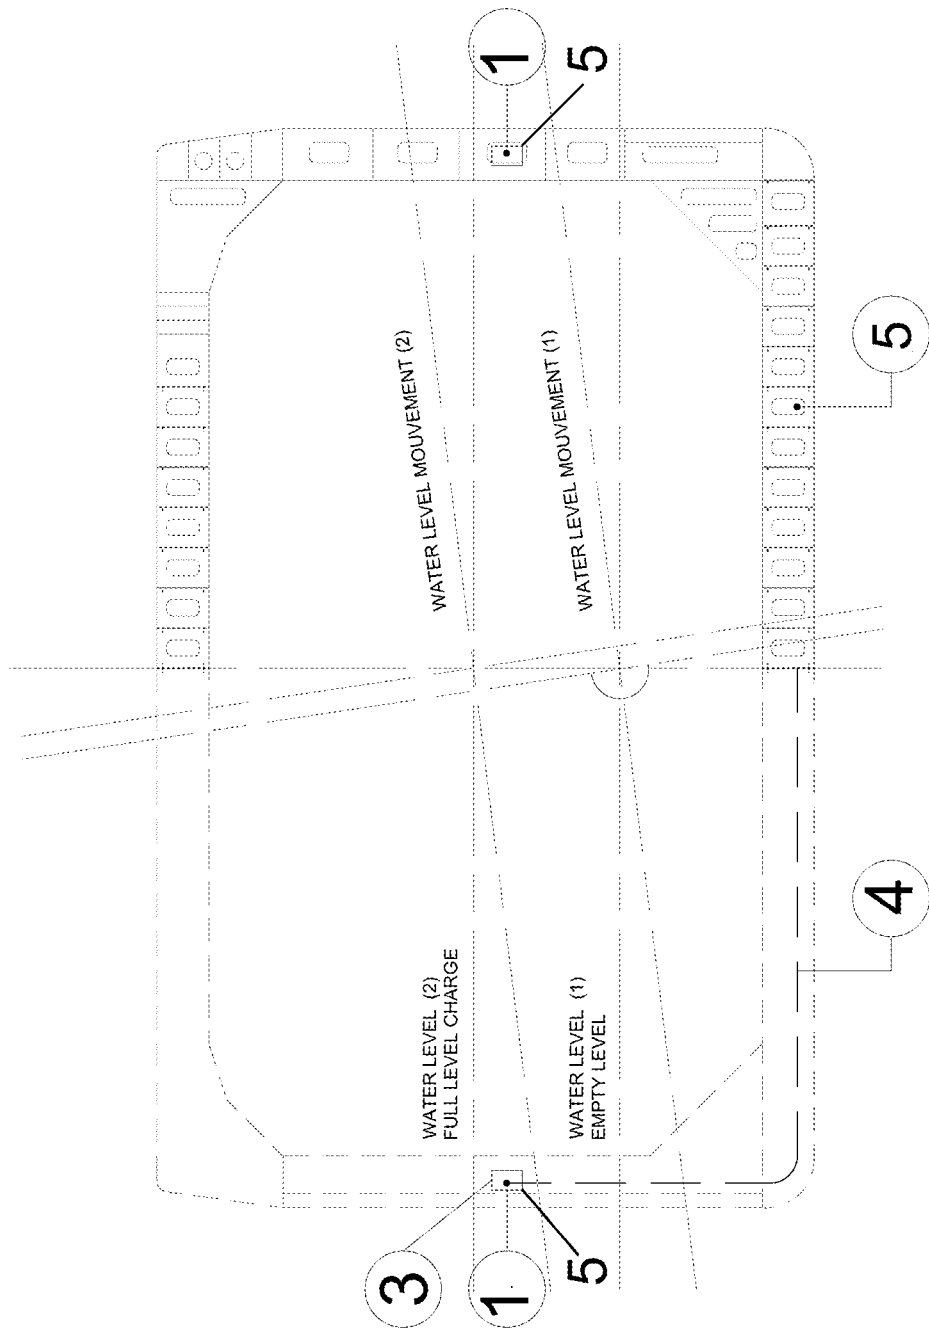 1
5
WATER LEVEL MOUVEMENT (2)
WATER LEVEL MOUVEMENT (1)
5
WATER LEVEL (2)
FULL LEVEL CHARGE
WATER LEVEL (1)
EMPTY LEVEL
4
3
1
5